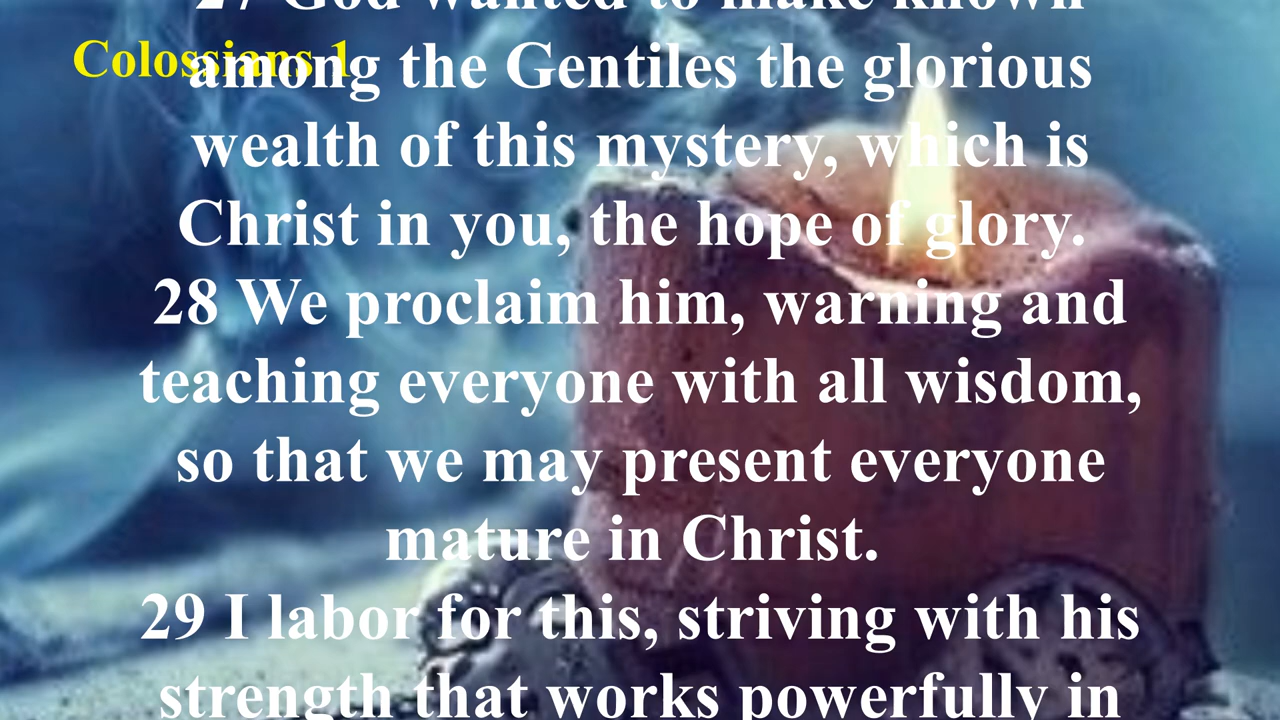 27 God wanted to make known
Colossians 1
among the Gentiles the glorious
wealth of this mystery, which is
Christ in you, the hope of glory.
28 We proclaim him, warning and
teaching everyone with all wisdom,
so that we may present everyone
mature in Christ.
29 I labor for this, striving with his
strength that works powerfully in